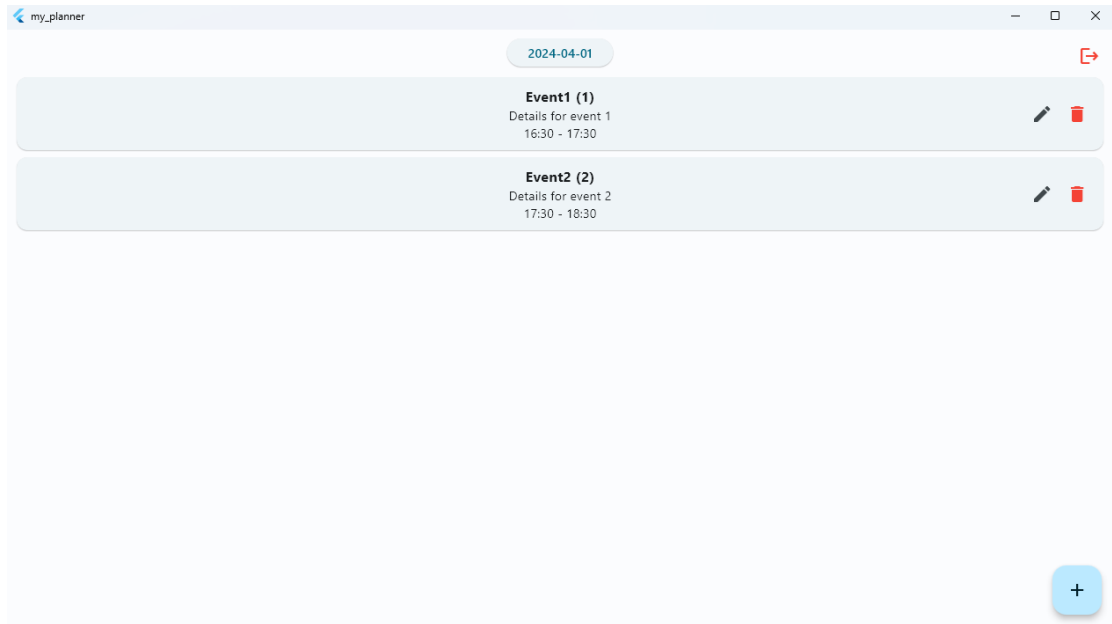 my_planner
2024-04-01
Event1 (1)
Details for event 1
16:30 - 17:30
Event2 (2)
Details for event 2
17:30 - 18:30